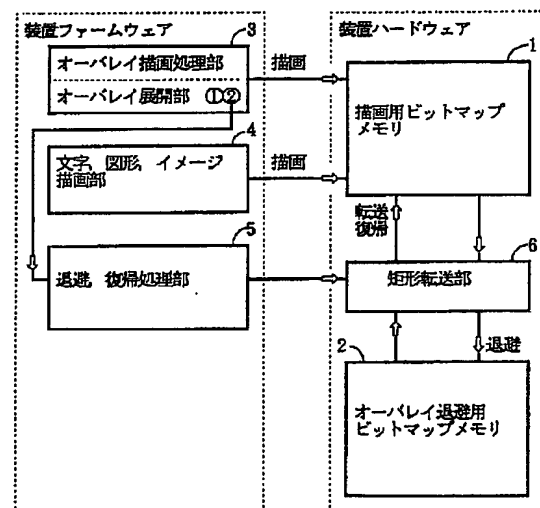 装置ファームウェア
3
オーバレイ描画処理部
オーバレイ展開部 ①②
4
文字，図形，イメージ
描画部
5
退避，復帰処理部
描画
描画
装置ハードウェア
1
描画用ビットマップ
メモリ
転送
復帰
6
矩形転送部
2
退避
オーバレイ退避用
ビットマップメモリ